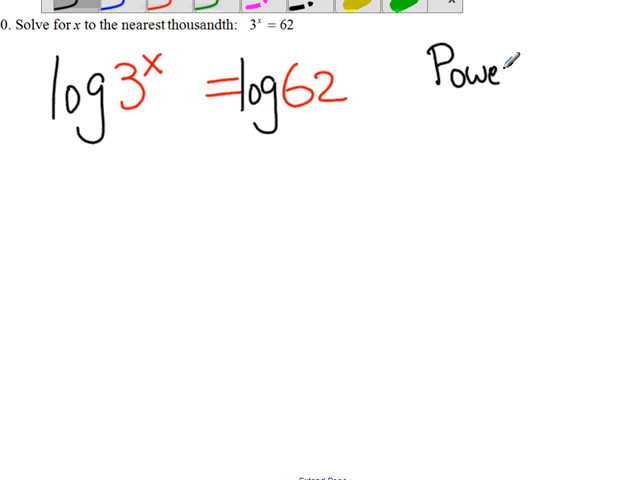 0. Solve for x to the nearest thousandth: 3ˣ = 62
log 3ˣ = log 62
Powe